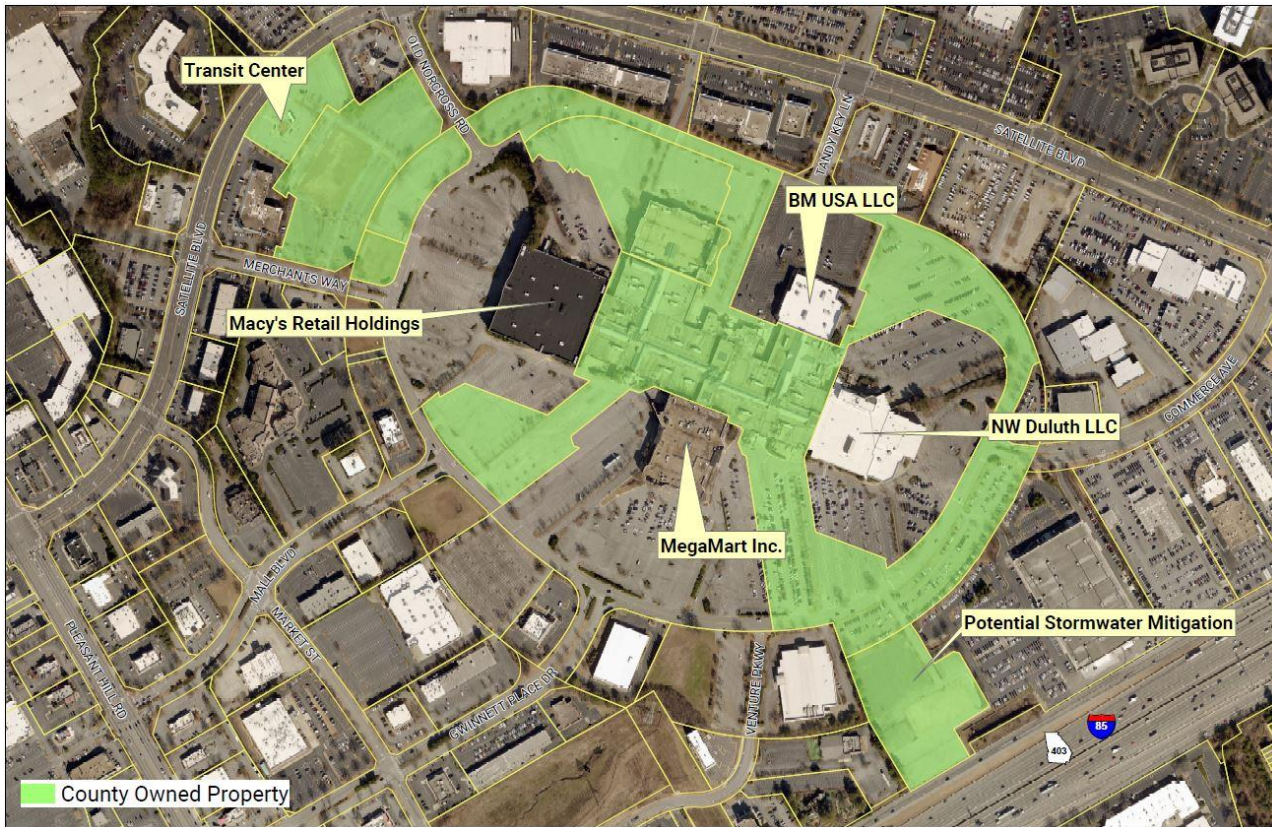 Transit Center
OLD NORCROSS RD
TANDY KEY LN
SATELLITE BLVD
BM USA LLC
SATELLITE BLVD
MERCHANTS WAY
Macy's Retail Holdings
COMMERCE AVE
NW Duluth LLC
MegaMart Inc.
MALL BLVD
MARKET ST
Potential Stormwater Mitigation
PLEASANT HILL RD
GWINNETT PLACE DR
VENTURE PKWY
85
403
County Owned Property